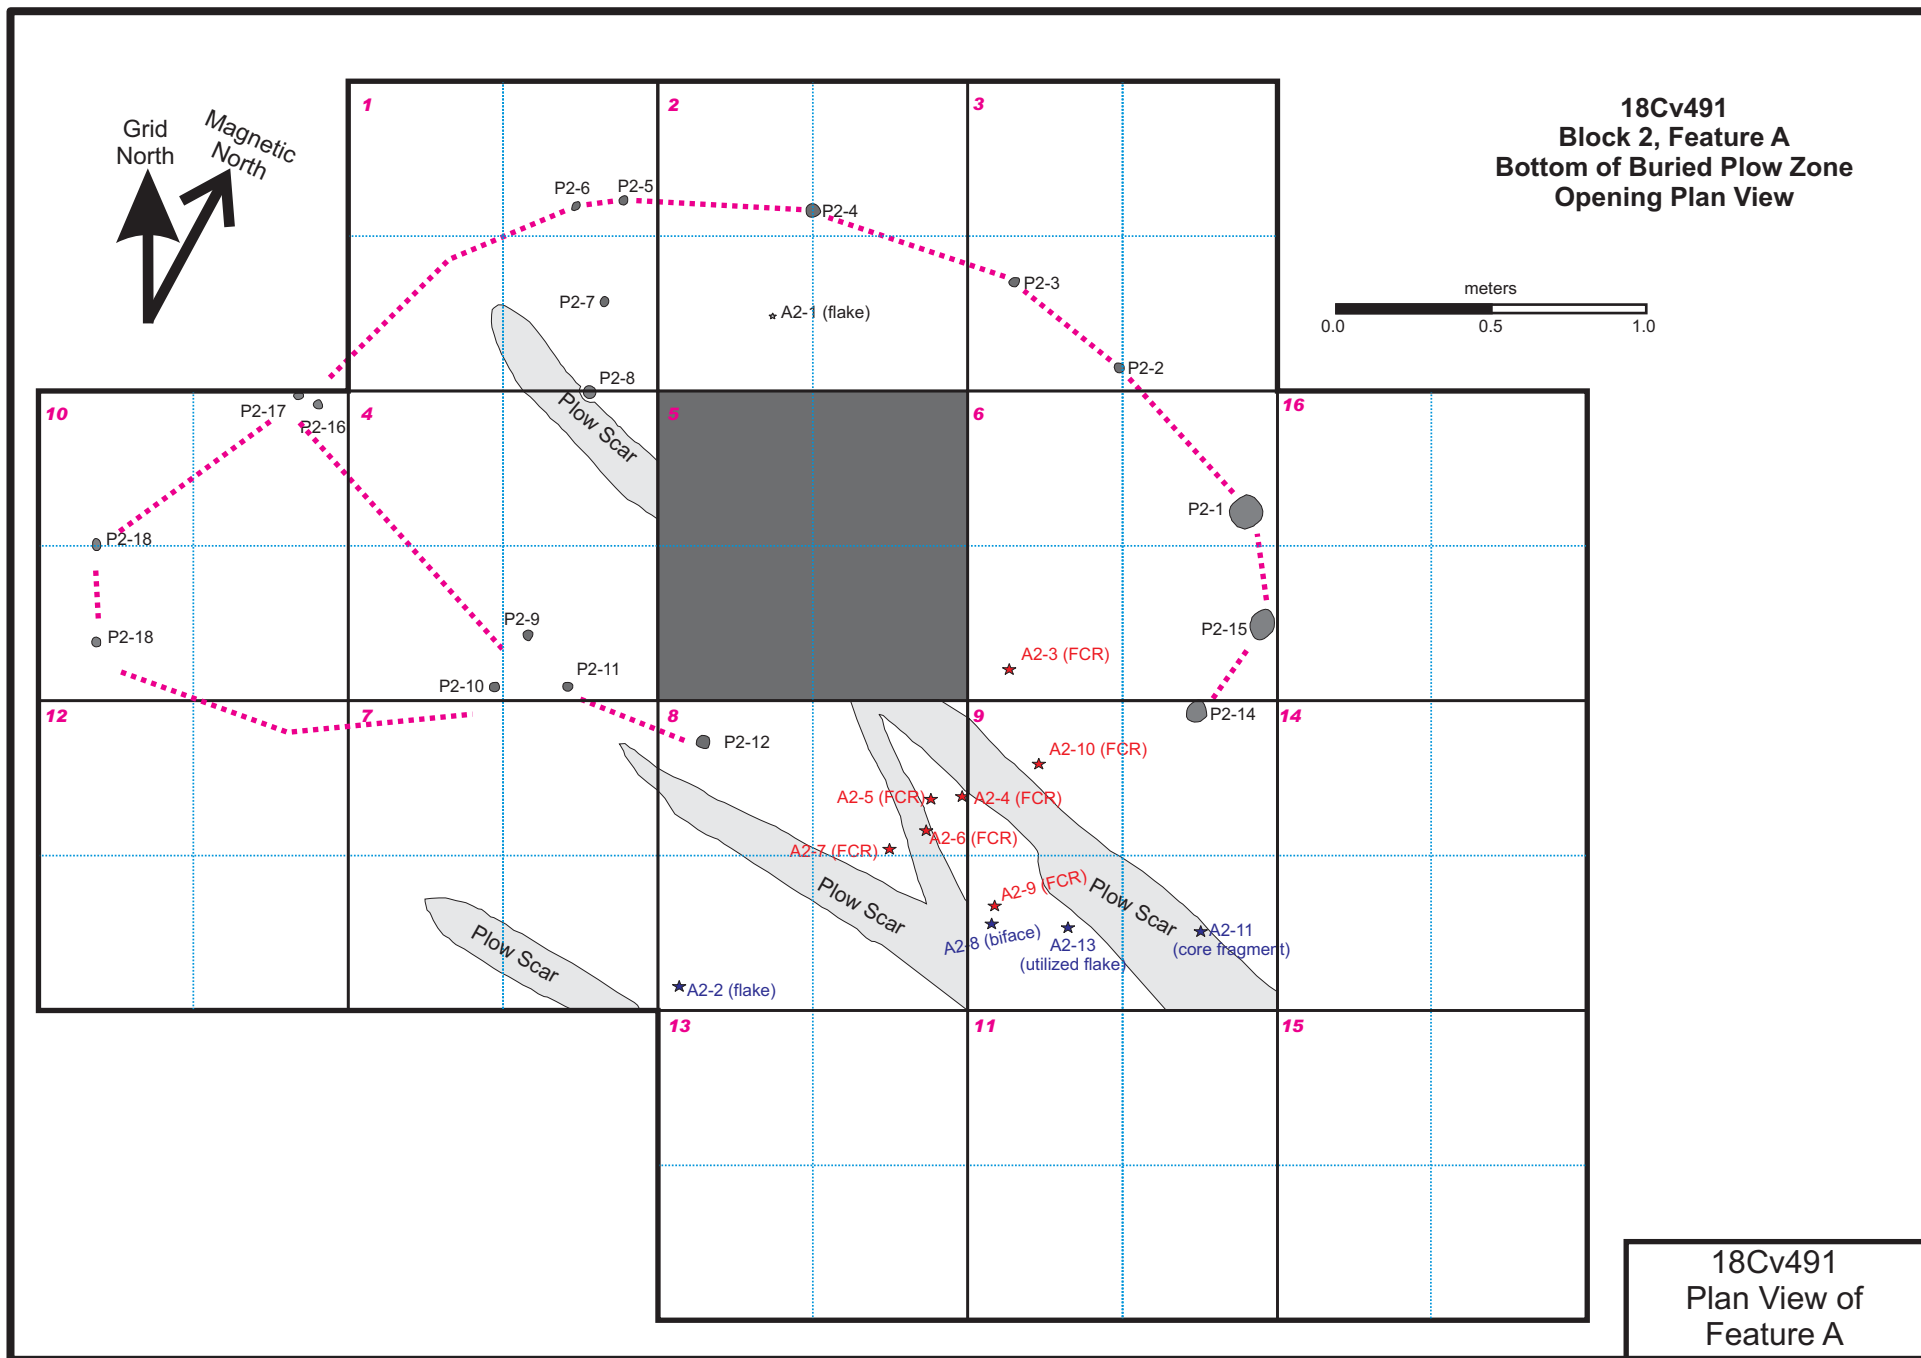 18Cv491
Block 2, Feature A
Bottom of Buried Plow Zone
Opening Plan View
Grid
North
Magnetic
North
meters
0.0
0.5
1.0
1
2
3
P2-6
P2-5
P2-4
P2-3
P2-7
A2-1 (flake)
P2-2
P2-8
10
P2-17
P2-16
4
Plow Scar
5
6
16
P2-1
P2-18
P2-9
P2-15
P2-18
A2-3 (FCR)
P2-11
P2-10
12
7
8
9
14
P2-14
P2-12
A2-10 (FCR)
A2-5 (FCR)
A2-4 (FCR)
A2-6 (FCR)
A2-7 (FCR)
A2-9 (FCR)
Plow Scar
Plow Scar
A2-8 (biface)
A2-13
(utilized flake)
A2-11
(core fragment)
Plow Scar
A2-2 (flake)
13
11
15
18Cv491
Plan View of
Feature A